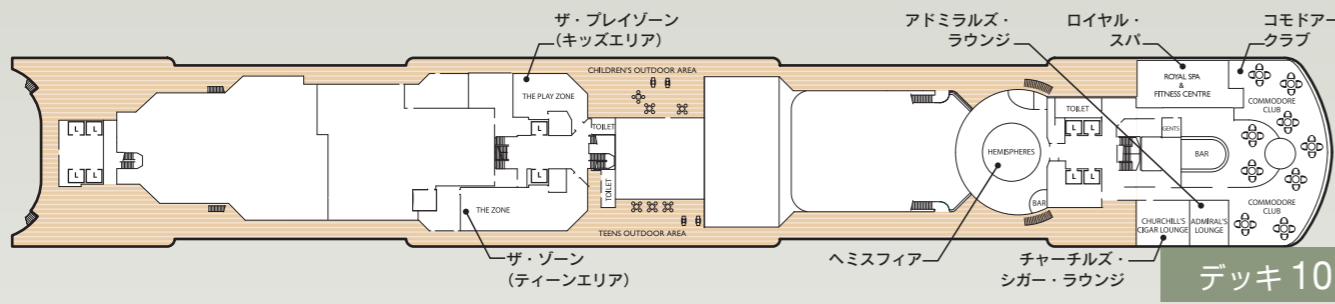 ザ・プレイゾーン
(キッズエリア)
アドミラルズ・
ラウンジ
ロイヤル・
スパ
コモドアー
クラブ
CHILDREN'S OUTDOOR AREA
THE PLAY ZONE
TOILET
TOILET
THE ZONE
TEENS OUTDOOR AREA
HEMISPHERES
BAR
TOILET
ROYAL SPA
&
FITNESS CENTRE
GENTS
BAR
COMMODORE
CLUB
COMMODORE
CLUB
CHURCHILL'S
CIGAR LOUNGE
ADMIRAL'S
LOUNGE
L L
L L
L
L
L L
L L
ザ・ゾーン
(ティーンエリア)
ヘミスフィアー
チャーチルズ・
シガー・ラウンジ
デッキ 10